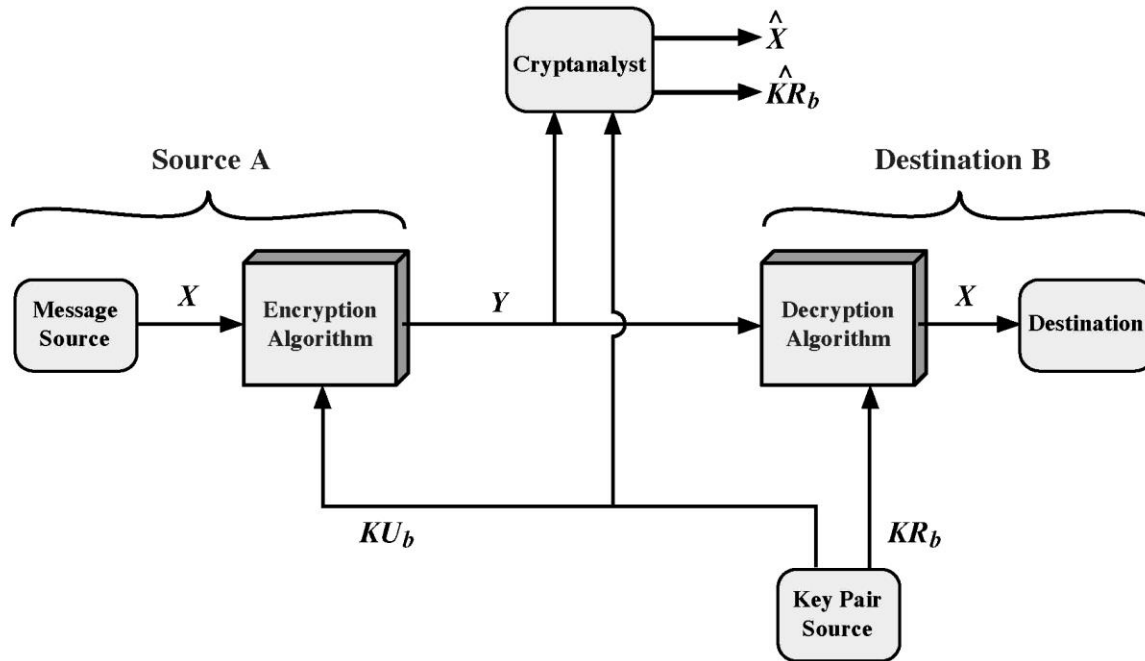 X̂
Cryptanalyst
K̂R_b
Source A
Destination B
Message
Source
X
Encryption
Algorithm
Y
Decryption
Algorithm
X
Destination
KU_b
KR_b
Key Pair
Source